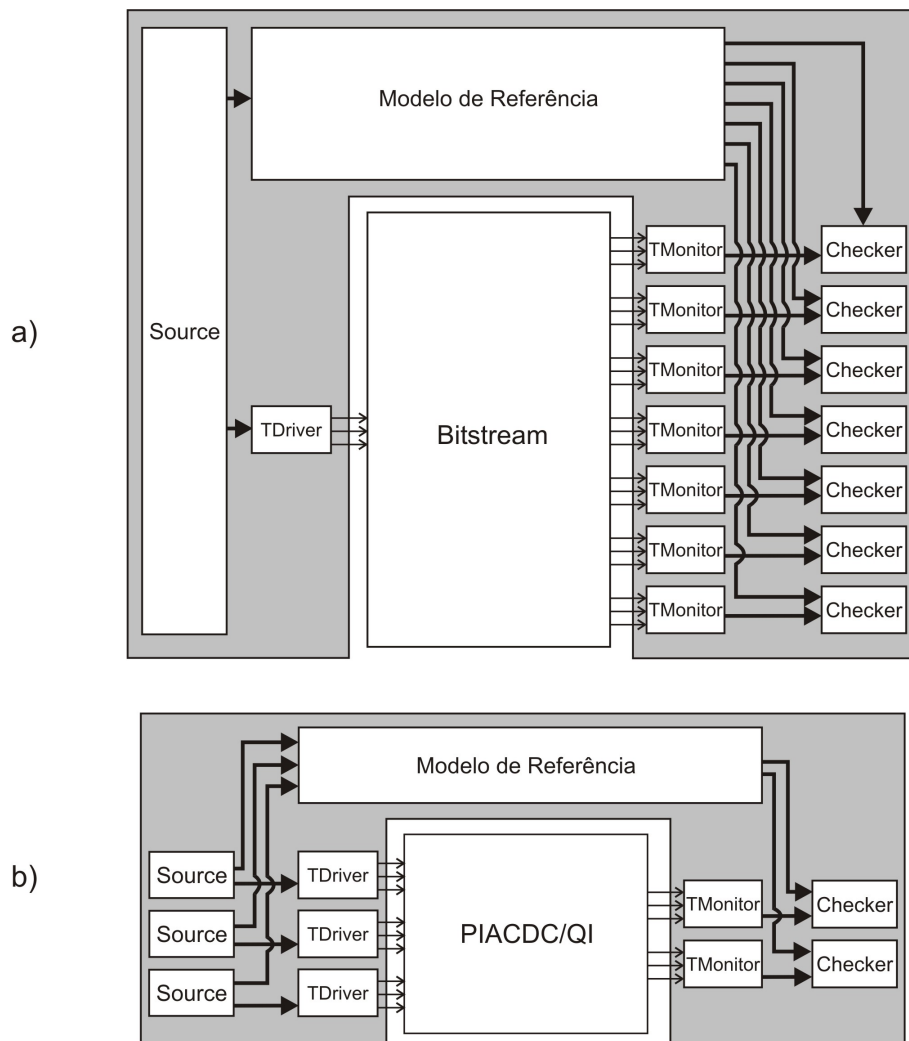 a)
Source
Modelo de Referência
TDriver
Bitstream
TMonitor
Checker
TMonitor
Checker
TMonitor
Checker
TMonitor
Checker
TMonitor
Checker
TMonitor
Checker
TMonitor
Checker
b)
Modelo de Referência
Source
TDriver
Source
TDriver
Source
TDriver
PIACDC/QI
TMonitor
Checker
TMonitor
Checker